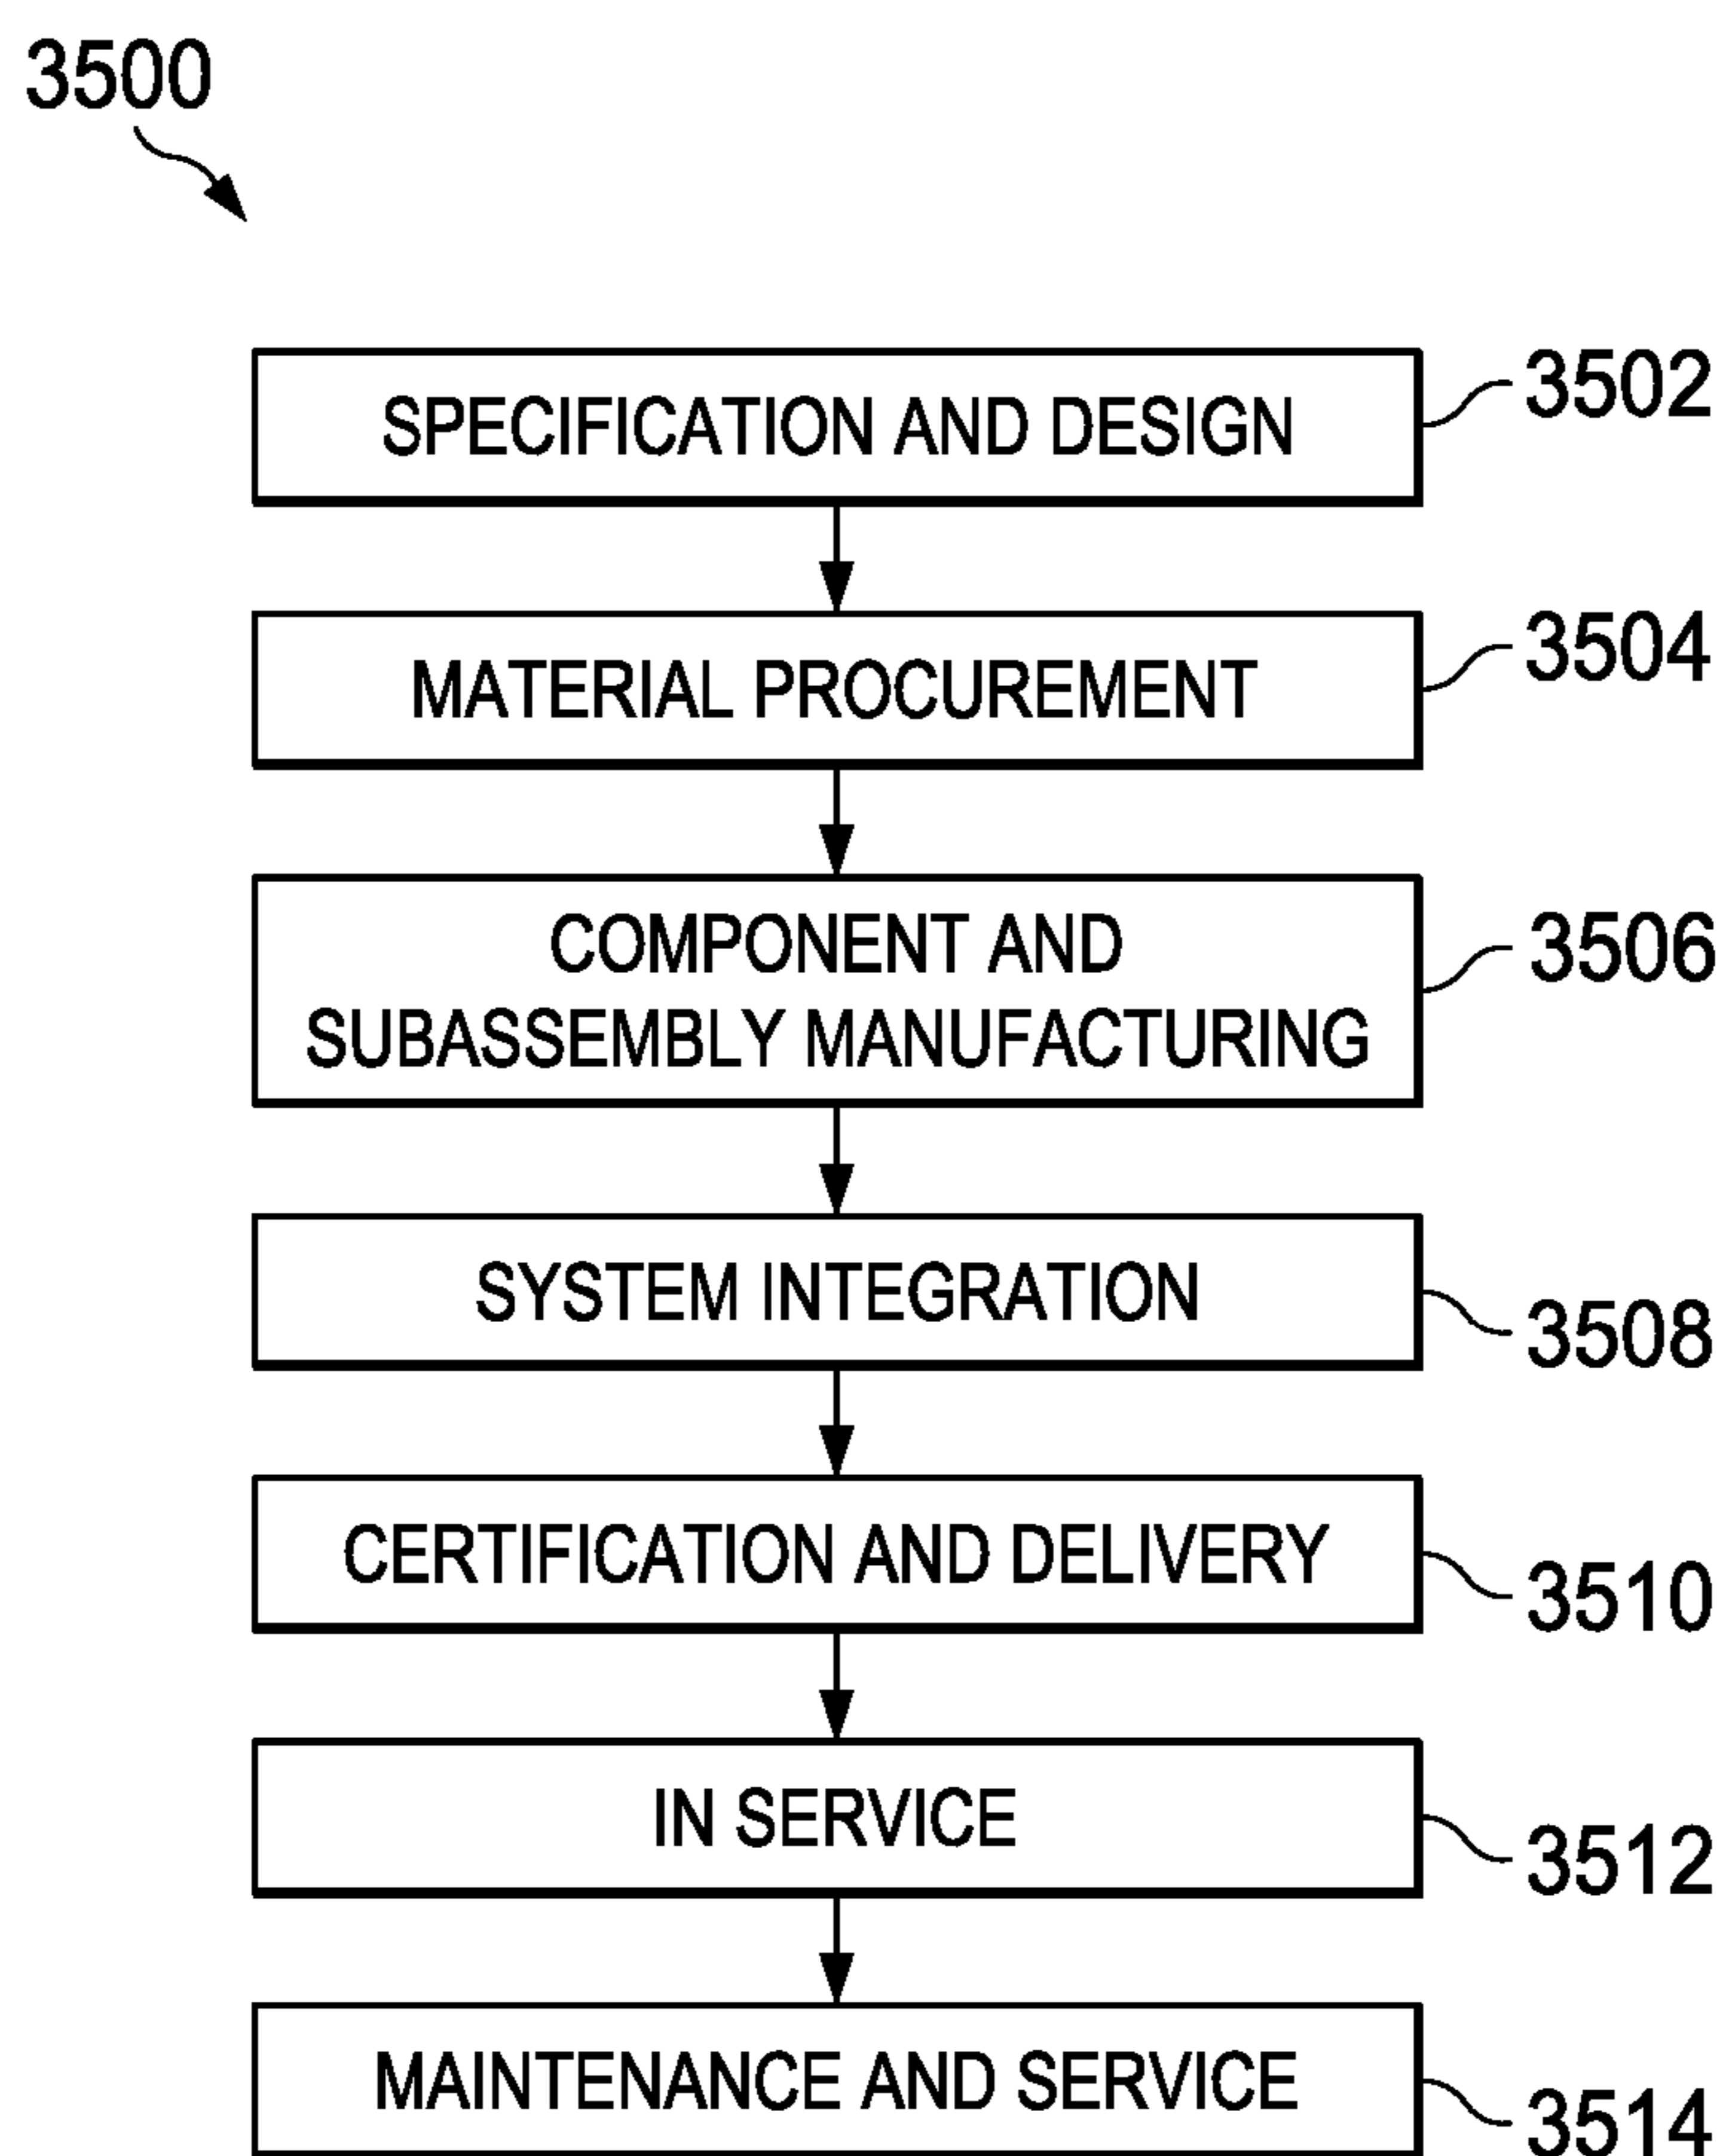 3500
SPECIFICATION AND DESIGN
3502
MATERIAL PROCUREMENT
3504
COMPONENT AND
SUBASSEMBLY MANUFACTURING
3506
SYSTEM INTEGRATION
3508
CERTIFICATION AND DELIVERY
3510
IN SERVICE
3512
MAINTENANCE AND SERVICE
3514